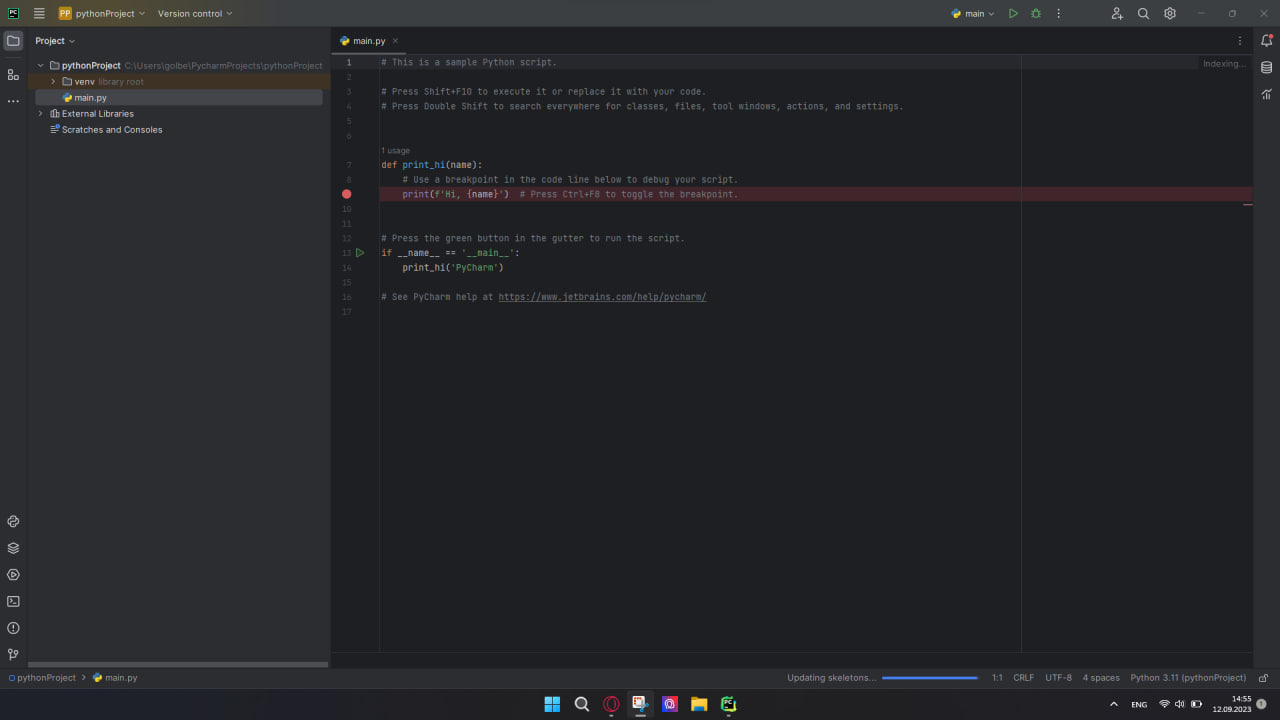 PC PP pythonProject Version control main
Project
main.py
pythonProject C:\Users\golbe\PycharmProjects\pythonProject
venv library root
main.py
External Libraries
Scratches and Consoles
Indexing...
1 # This is a sample Python script.
2
3 # Press Shift+F10 to execute it or replace it with your code.
4 # Press Double Shift to search everywhere for classes, files, tool windows, actions, and settings.
5
6
1 usage
7 def print_hi(name):
8 # Use a breakpoint in the code line below to debug your script.
print(f'Hi, {name}') # Press Ctrl+F8 to toggle the breakpoint.
10
11
12 # Press the green button in the gutter to run the script.
13 if __name__ == '__main__':
14 print_hi('PyCharm')
15
16 # See PyCharm help at https://www.jetbrains.com/help/pycharm/
17
pythonProject main.py Updating skeletons... 1:1 CRLF UTF-8 4 spaces Python 3.11 (pythonProject)
PC ENG 14:55
12.09.2023 1